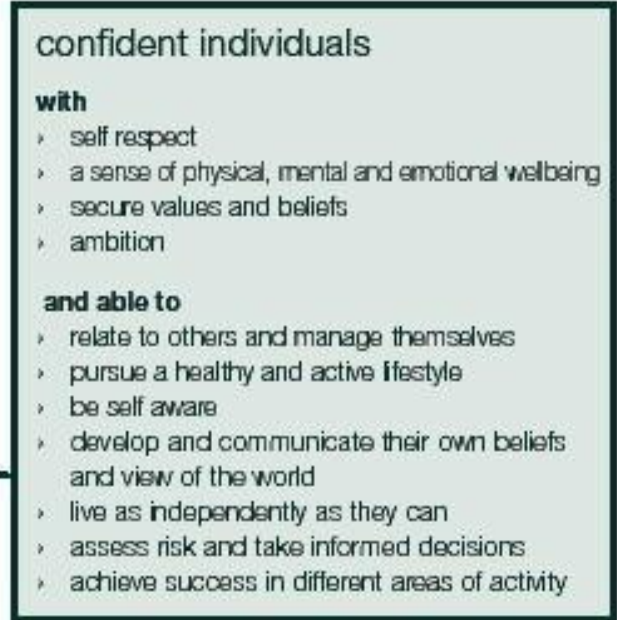 confident individuals
with
› self respect
› a sense of physical, mental and emotional wellbeing
› secure values and beliefs
› ambition
and able to
› relate to others and manage themselves
› pursue a healthy and active lifestyle
› be self aware
› develop and communicate their own beliefs
and view of the world
› live as independently as they can
› assess risk and take informed decisions
› achieve success in different areas of activity